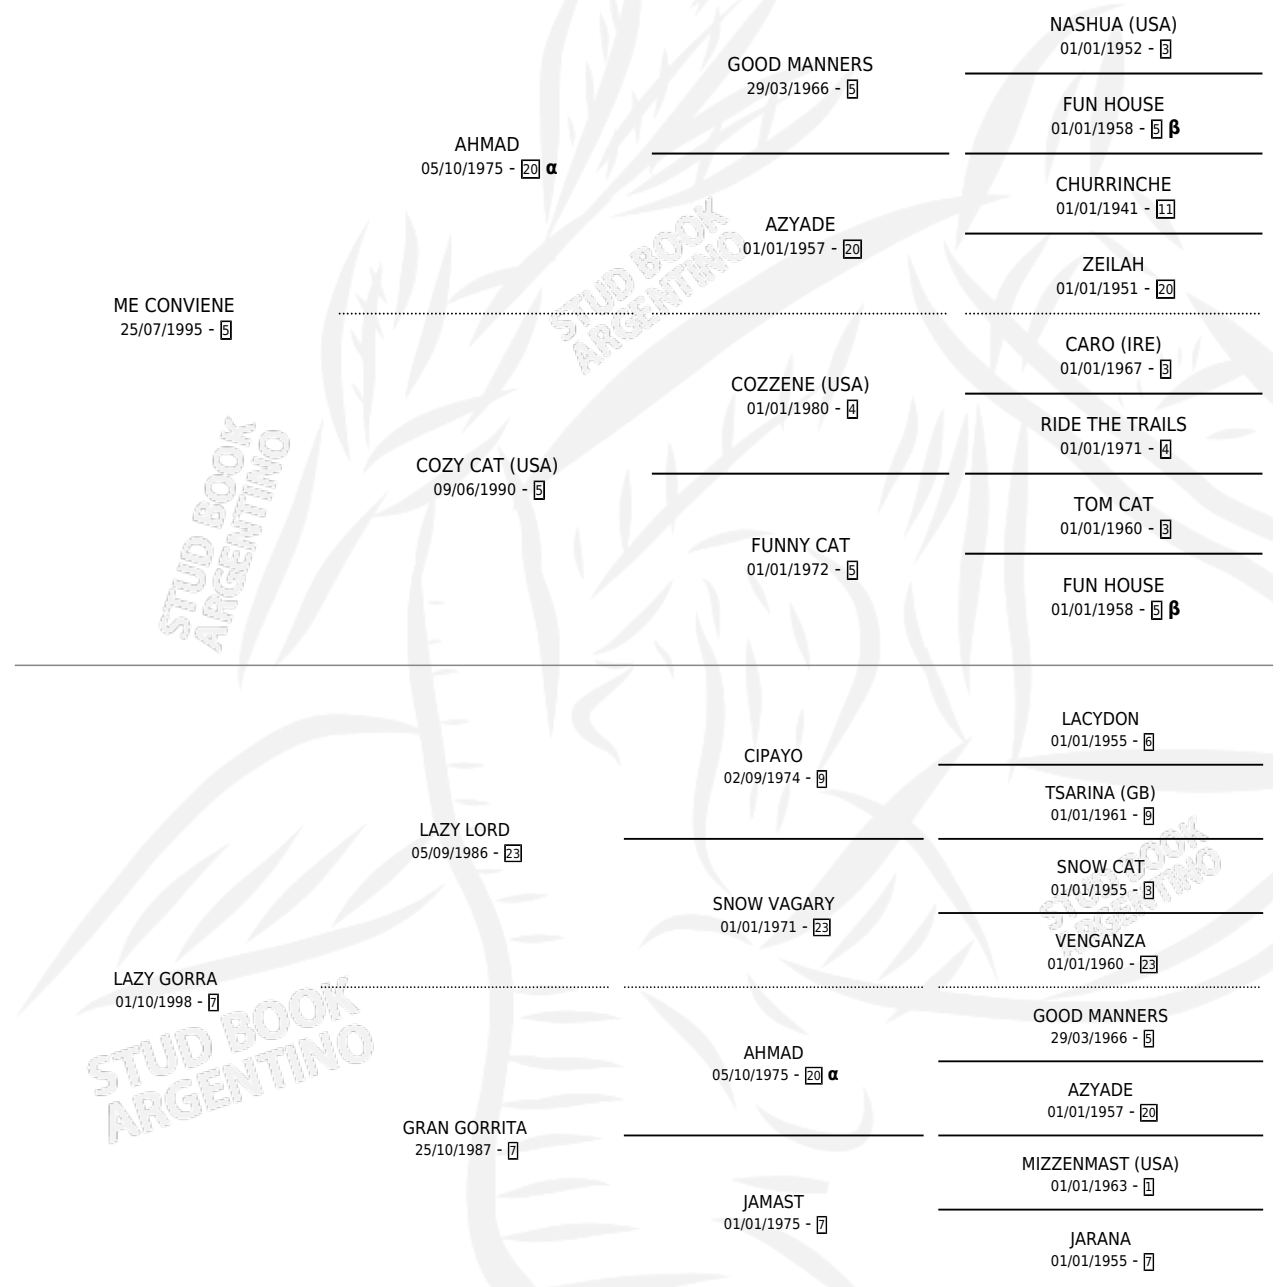 NASHUA (USA)
01/01/1952 - 3
GOOD MANNERS
29/03/1966 - 5
FUN HOUSE
01/01/1958 - 5 β
AHMAD
05/10/1975 - 20 α
CHURRINCHE
01/01/1941 - 11
AZYADE
01/01/1957 - 20
ZEILAH
01/01/1951 - 20
ME CONVIENE
25/07/1995 - 5
CARO (IRE)
01/01/1967 - 3
COZZENE (USA)
01/01/1980 - 4
RIDE THE TRAILS
01/01/1971 - 4
COZY CAT (USA)
09/06/1990 - 5
TOM CAT
01/01/1960 - 3
FUNNY CAT
01/01/1972 - 5
FUN HOUSE
01/01/1958 - 5 β
STUD BOOK
ARGENTINO
STUD BOOK
ARGENTINO
LACYDON
01/01/1955 - 6
CIPAYO
02/09/1974 - 9
TSARINA (GB)
01/01/1961 - 9
LAZY LORD
05/09/1986 - 23
SNOW CAT
01/01/1955 - 3
SNOW VAGARY
01/01/1971 - 23
VENGANZA
01/01/1960 - 23
STUD BOOK
ARGENTINO
LAZY GORRA
01/10/1998 - 7
GOOD MANNERS
29/03/1966 - 5
AHMAD
05/10/1975 - 20 α
AZYADE
01/01/1957 - 20
STUD BOOK
ARGENTINO
GRAN GORRITA
25/10/1987 - 7
MIZZENMAST (USA)
01/01/1963 - 1
JAMAST
01/01/1975 - 7
JARANA
01/01/1955 - 7